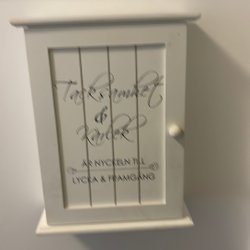 Tacksamhet
&
Kärlek
ÄR NYCKELN TILL
LYCKA & FRAMGÅNG